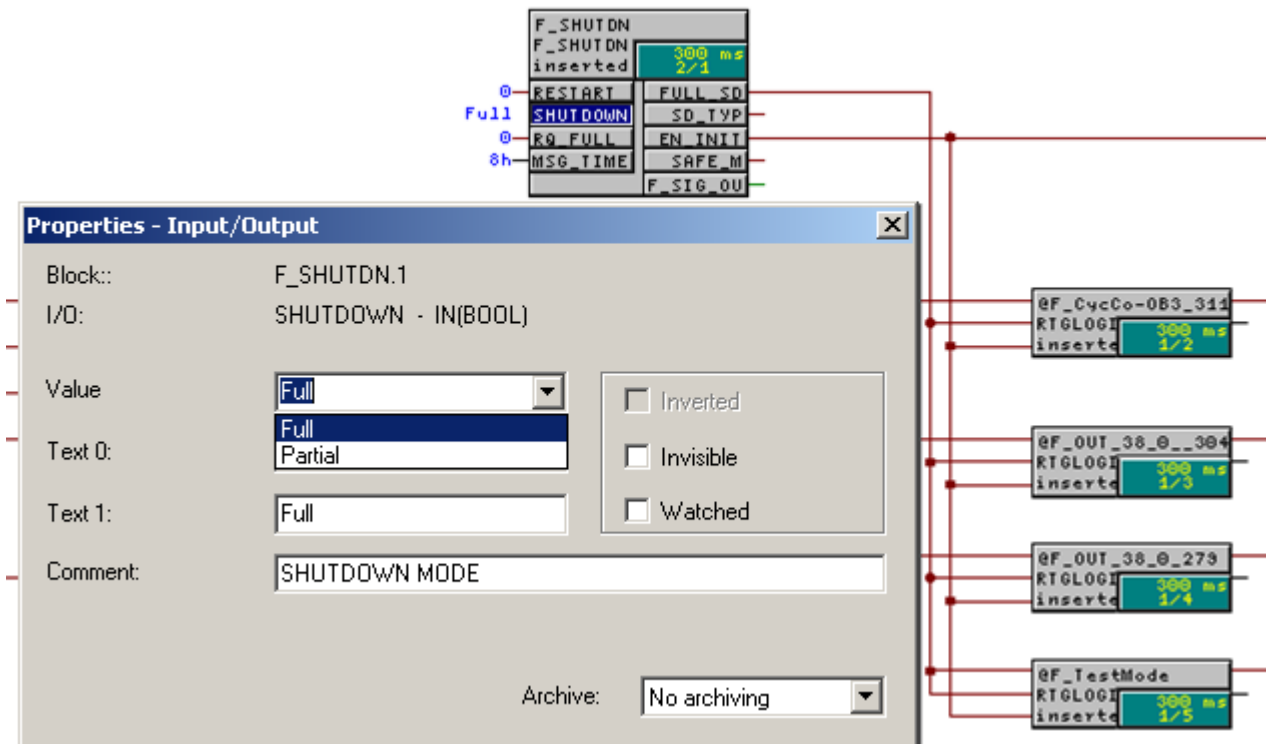 F_SHUTDN
F_SHUTDN
inserted
300 ms
2/1
0 RESTART FULL_SD
Full SHUTDOWN SD_TYP
0 RQ_FULL EN_INIT
8h MSG_TIME SAFE_M
F_SIG_OU
Properties - Input/Output
Block::
F_SHUTDN.1
I/O:
SHUTDOWN - IN(BOOL)
Value
Full
Inverted
Full
Text 0:
Partial
Invisible
Text 1:
Full
Watched
Comment:
SHUTDOWN MODE
Archive:
No archiving
@F_CycCo-OB3_311
RTGLOGI
300 ms
inserte
1/2
@F_OUT_38_0__304
RTGLOGI
300 ms
inserte
1/3
@F_OUT_38_0_279
RTGLOGI
300 ms
inserte
1/4
@F_TestMode
RTGLOGI
300 ms
inserte
1/5